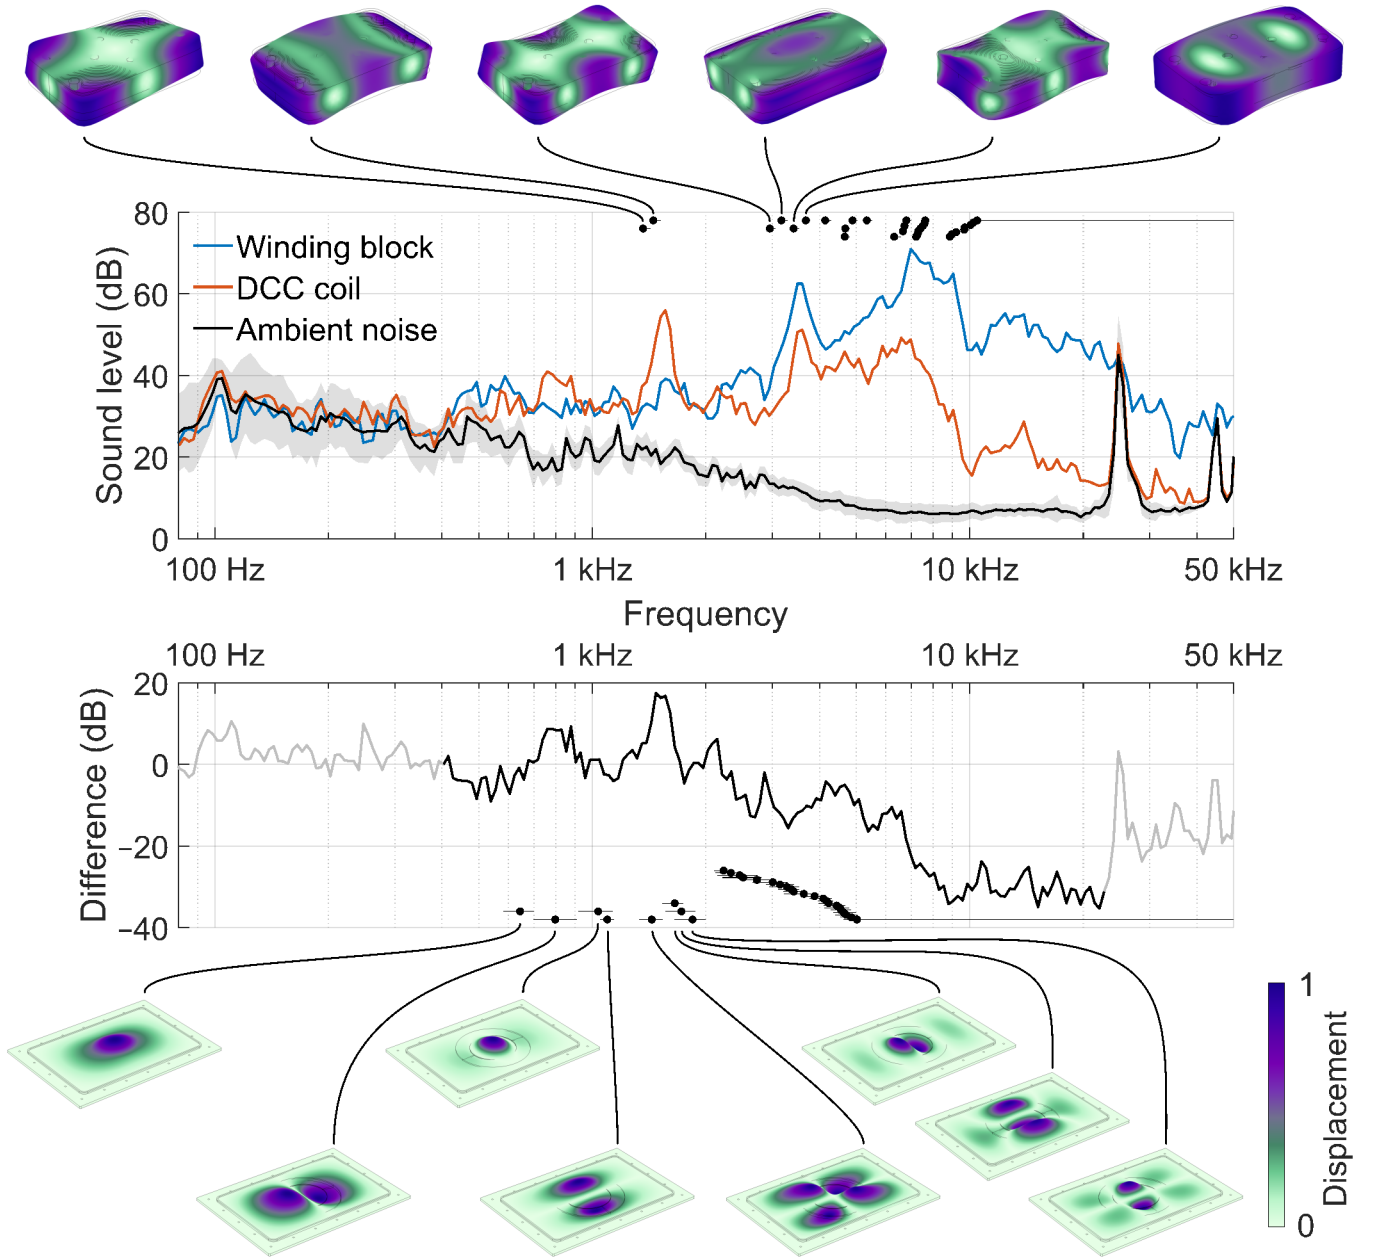 80
60
40
20
0
Sound level (dB)
Winding block
DCC coil
Ambient noise
100 Hz
1 kHz
10 kHz
50 kHz
Frequency
100 Hz
1 kHz
10 kHz
50 kHz
20
0
−20
−40
Difference (dB)
1
0
Displacement